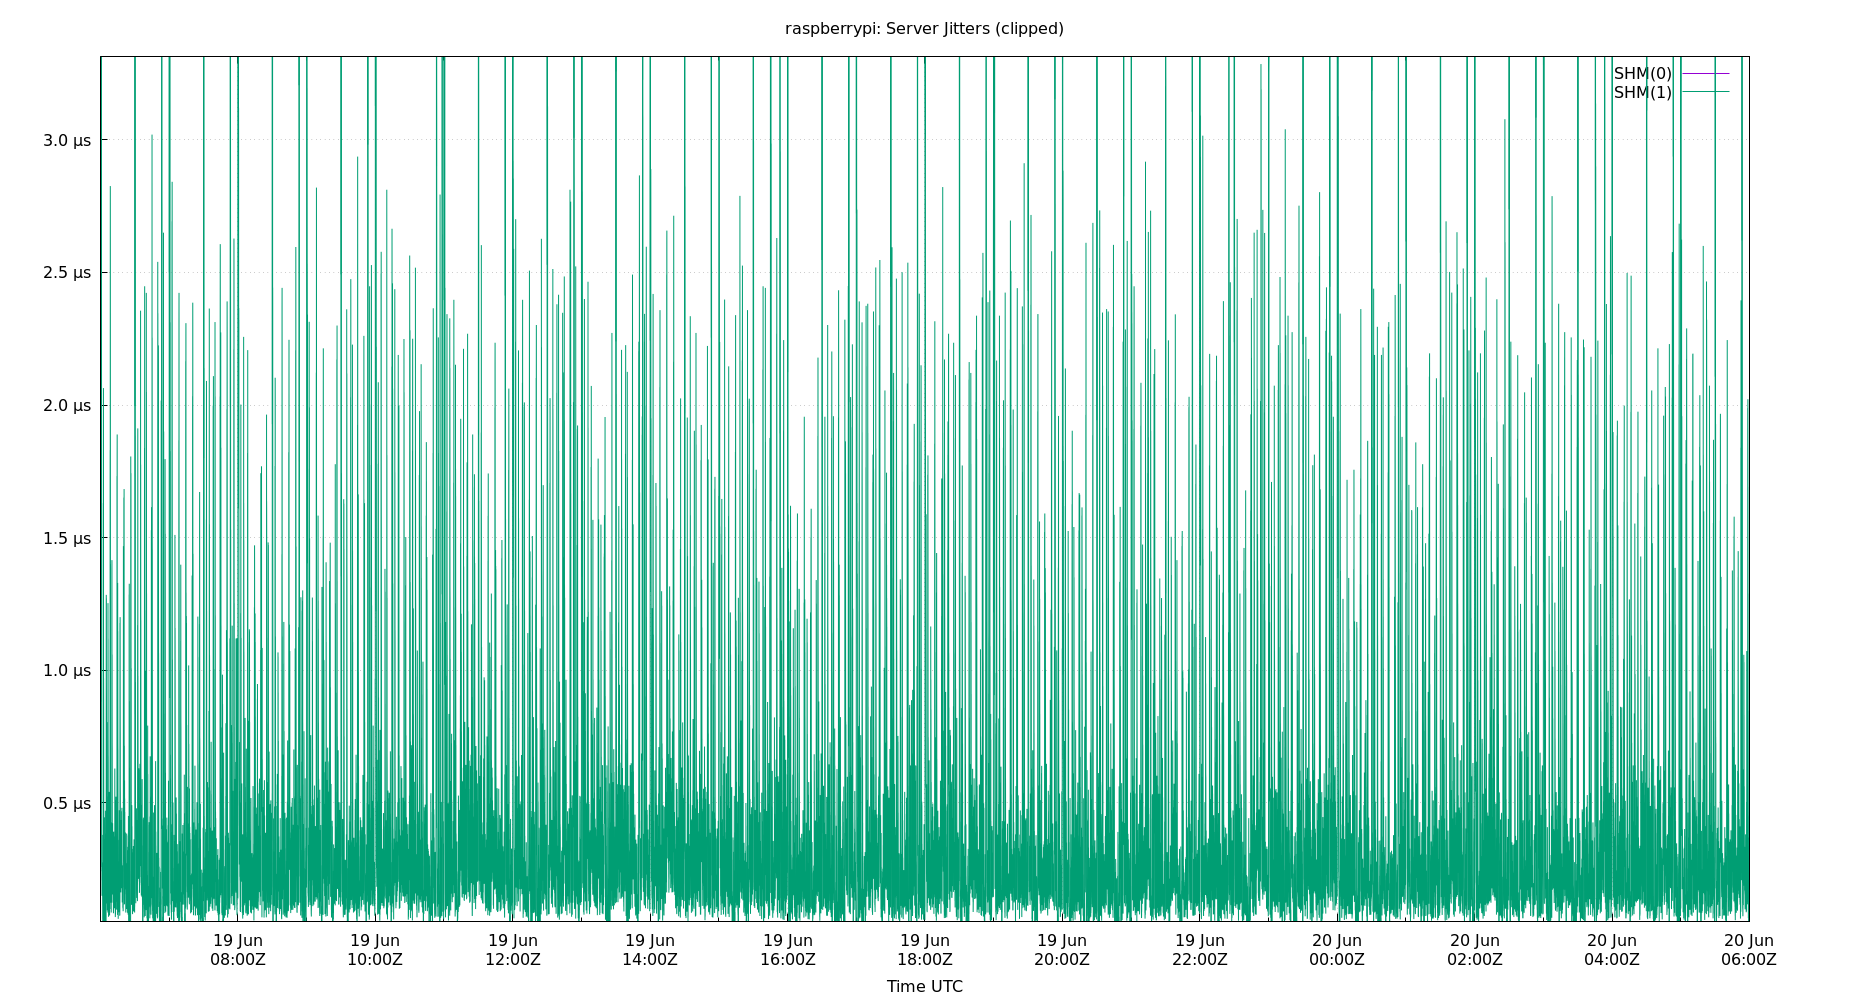 raspberrypi: Server Jitters (clipped)
SHM(0)
SHM(1)
3.0 µs
2.5 µs
2.0 µs
1.5 µs
1.0 µs
0.5 µs
19 Jun 19 Jun 19 Jun 19 Jun 19 Jun 19 Jun 19 Jun 19 Jun 20 Jun 20 Jun 20 Jun 20 Jun
08:00Z 10:00Z 12:00Z 14:00Z 16:00Z 18:00Z 20:00Z 22:00Z 00:00Z 02:00Z 04:00Z 06:00Z
Time UTC